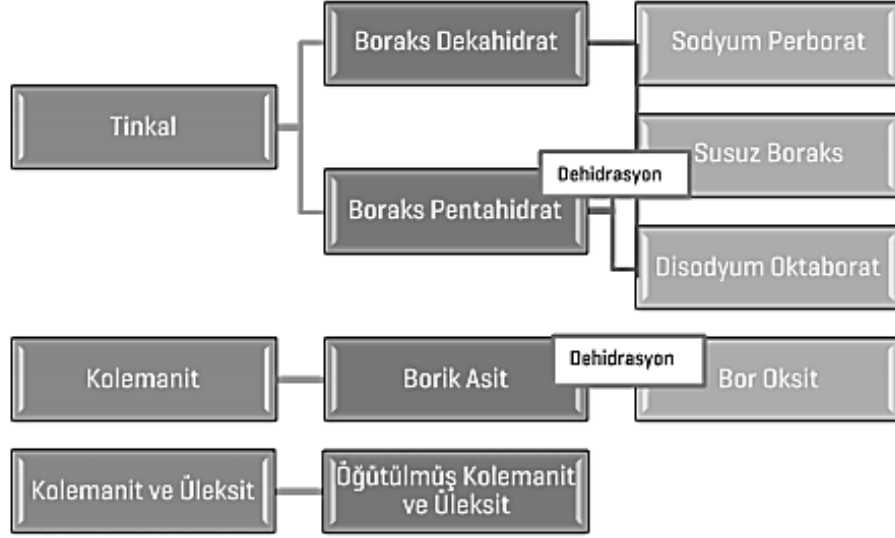 Boraks Dekahidrat
Sodyum Perborat
Tinkal
Susuz Boraks
Dehidrasyon
Boraks Pentahidrat
Disodyum Oktaborat
Kolemanit
Borik Asit
Dehidrasyon
Bor Oksit
Kolemanit ve Üleksit
Öğütülmüş Kolemanit
ve Üleksit